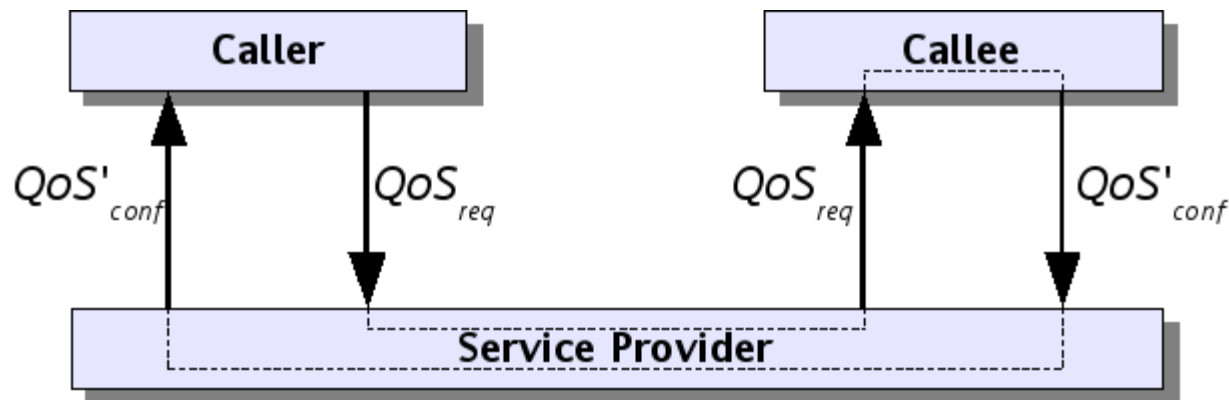 Caller
Callee
QoS'conf
QoSreq
QoSreq
QoS'conf
Service Provider